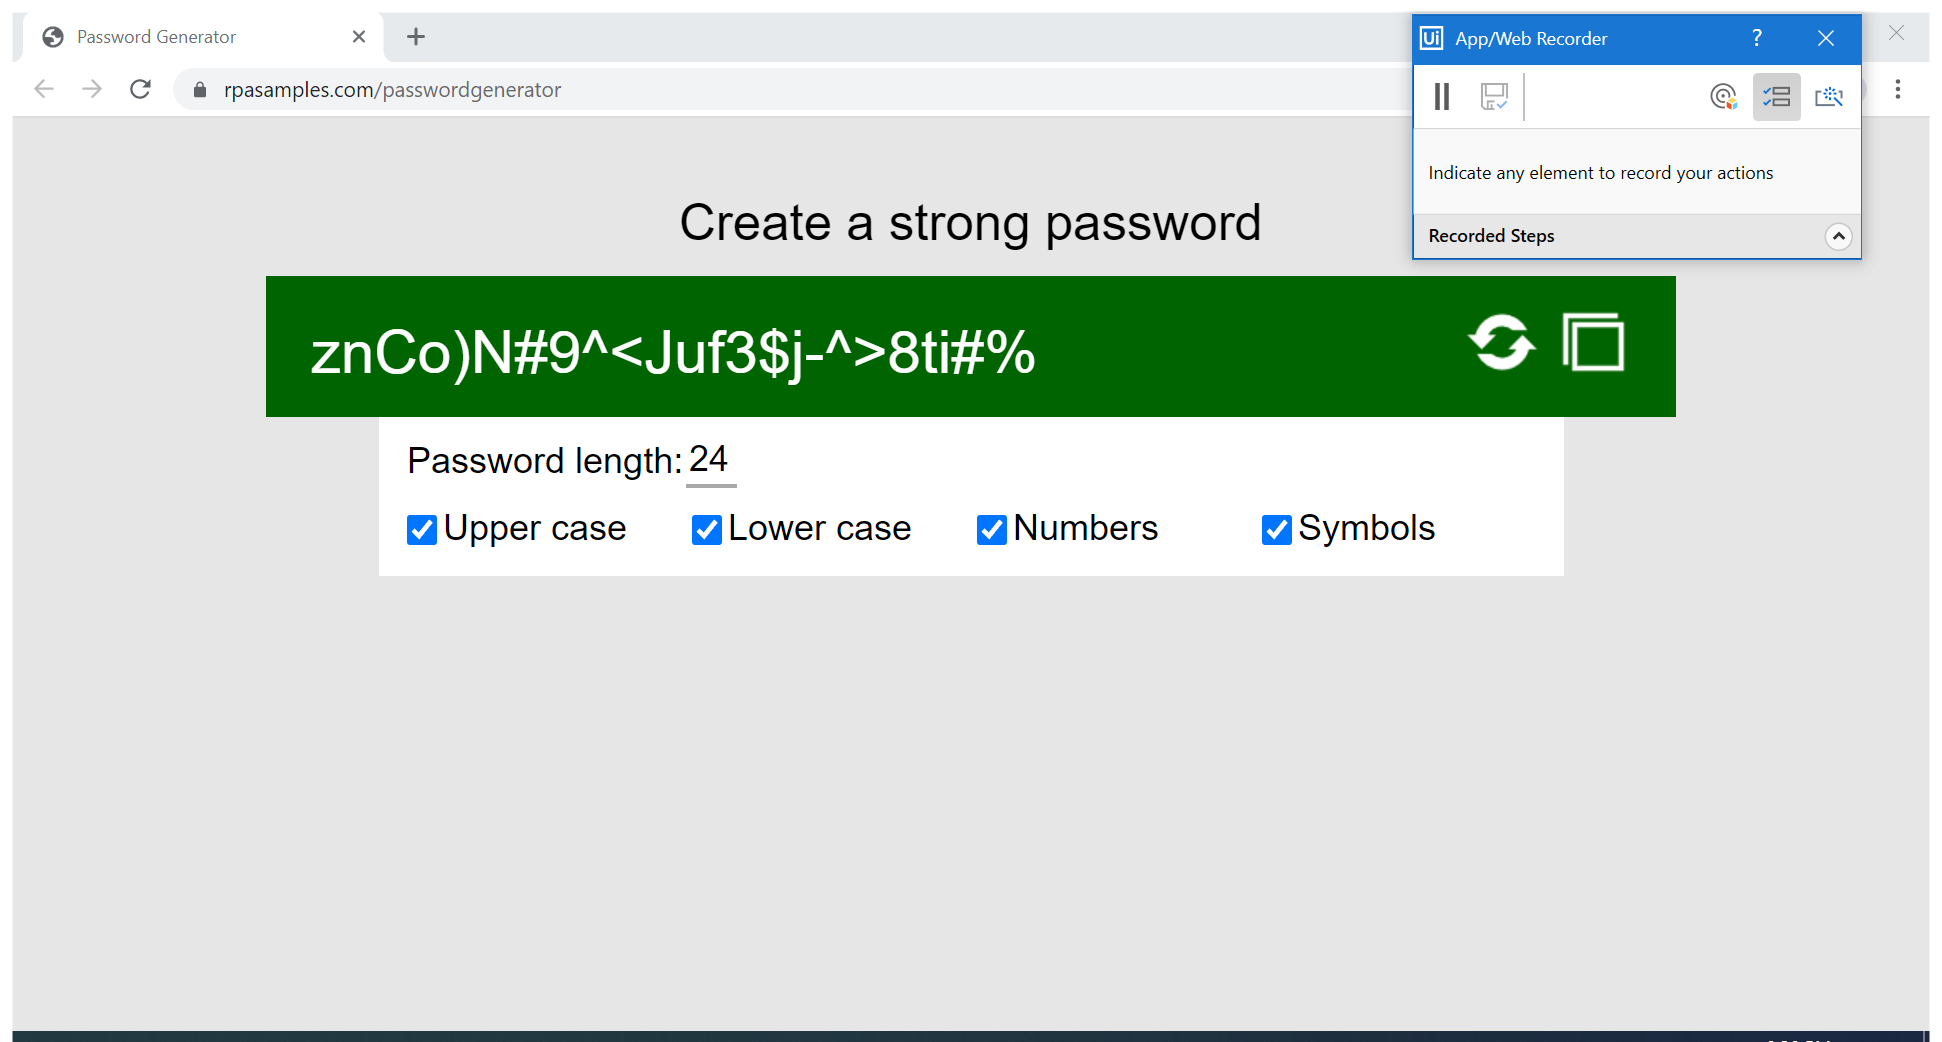 Password Generator
rpasamples.com/passwordgenerator
Ui App/Web Recorder ?
Indicate any element to record your actions
Recorded Steps
Create a strong password
znCo)N#9^<Juf3$j-^>8ti#%
Password length: 24
Upper case Lower case Numbers Symbols